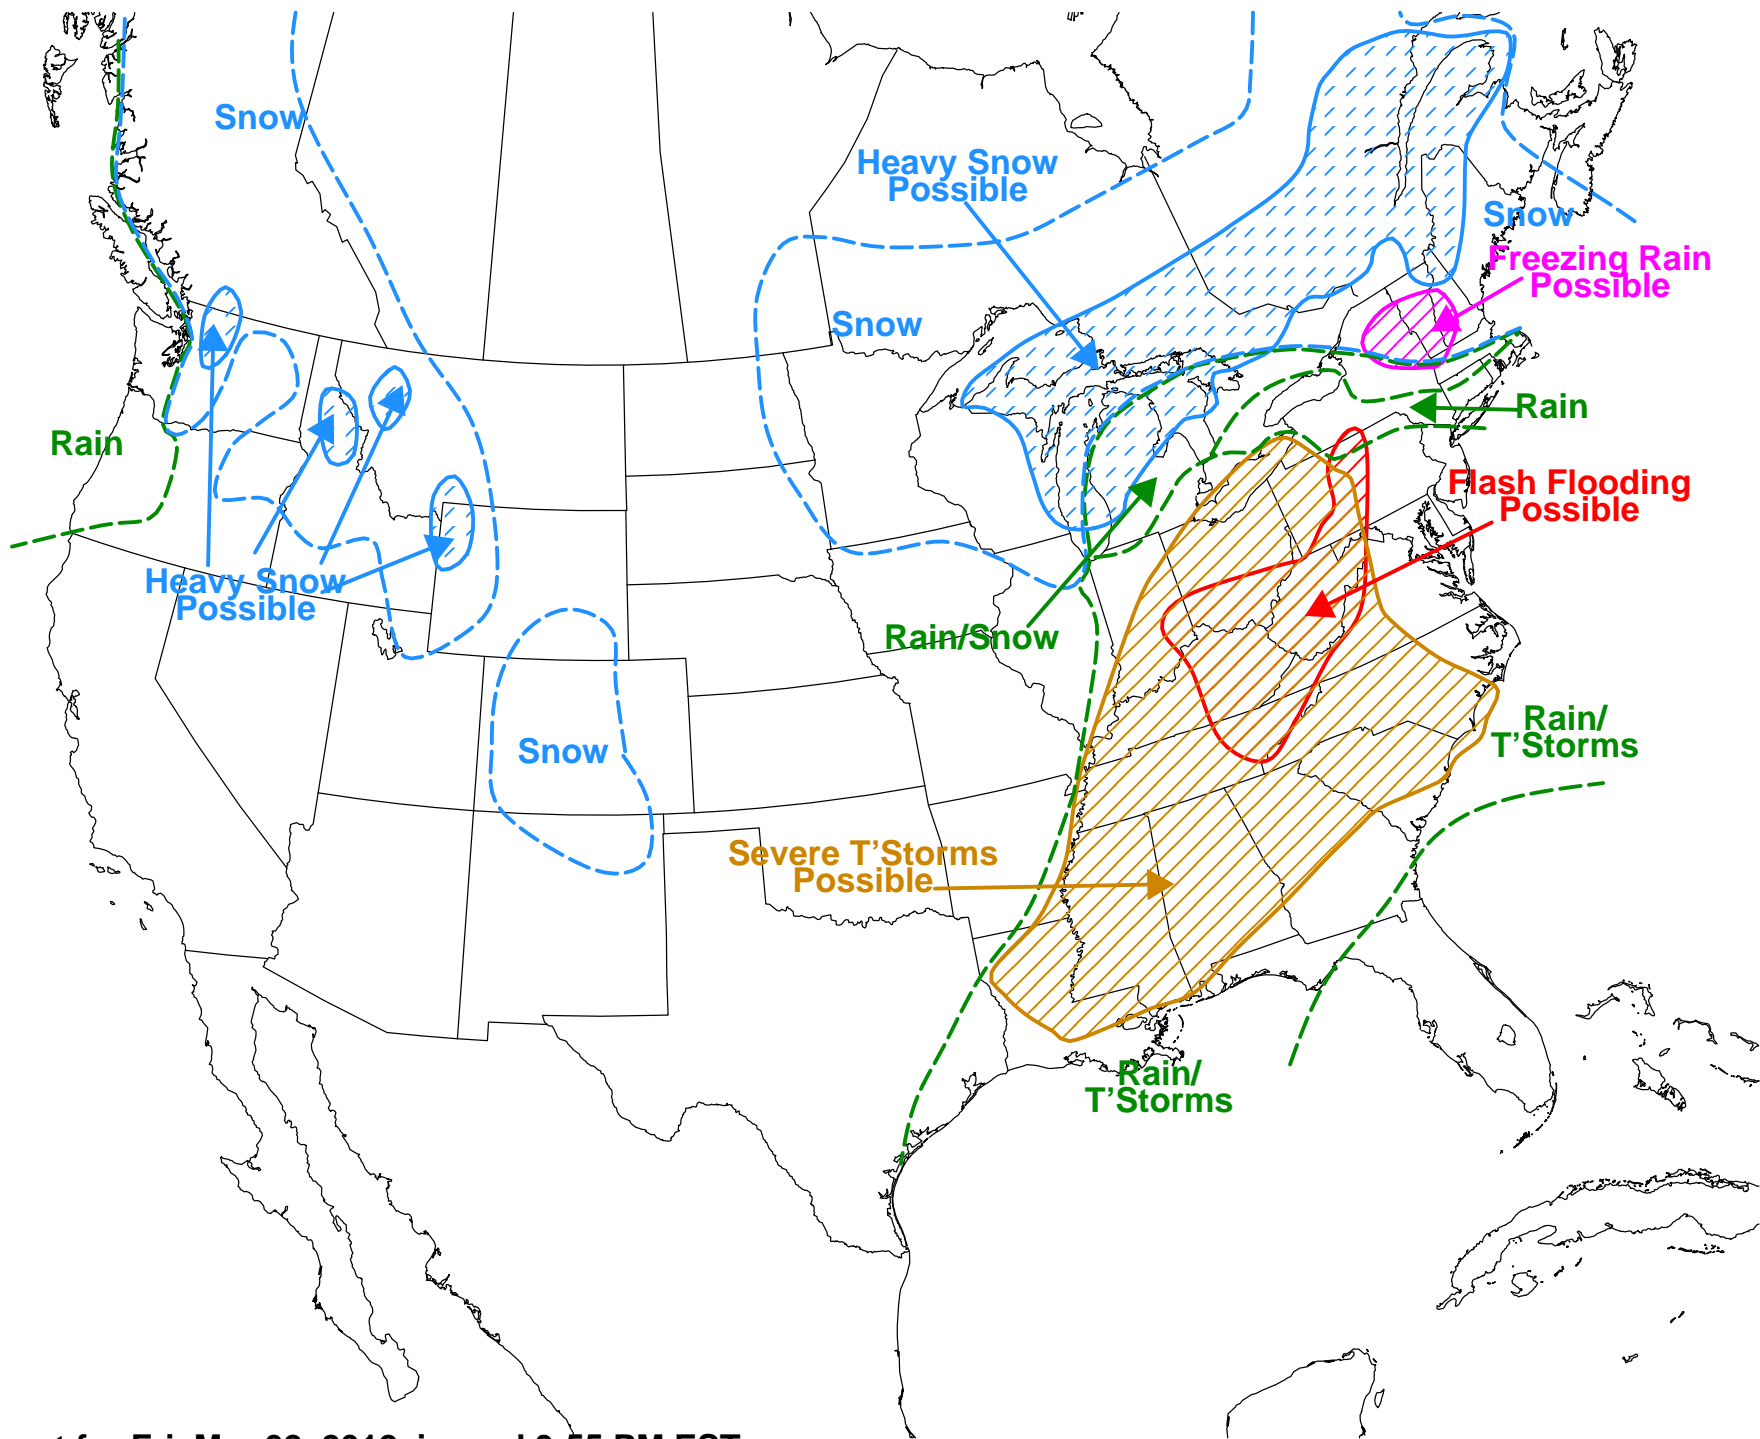 Snow
Heavy Snow
Possible
Snow
Freezing Rain
Possible
Snow
Rain
Rain
Flash Flooding
Possible
Heavy Snow
Possible
Rain/Snow
Rain/
T'Storms
Snow
Severe T'Storms
Possible
Rain/
T'Storms
Fri